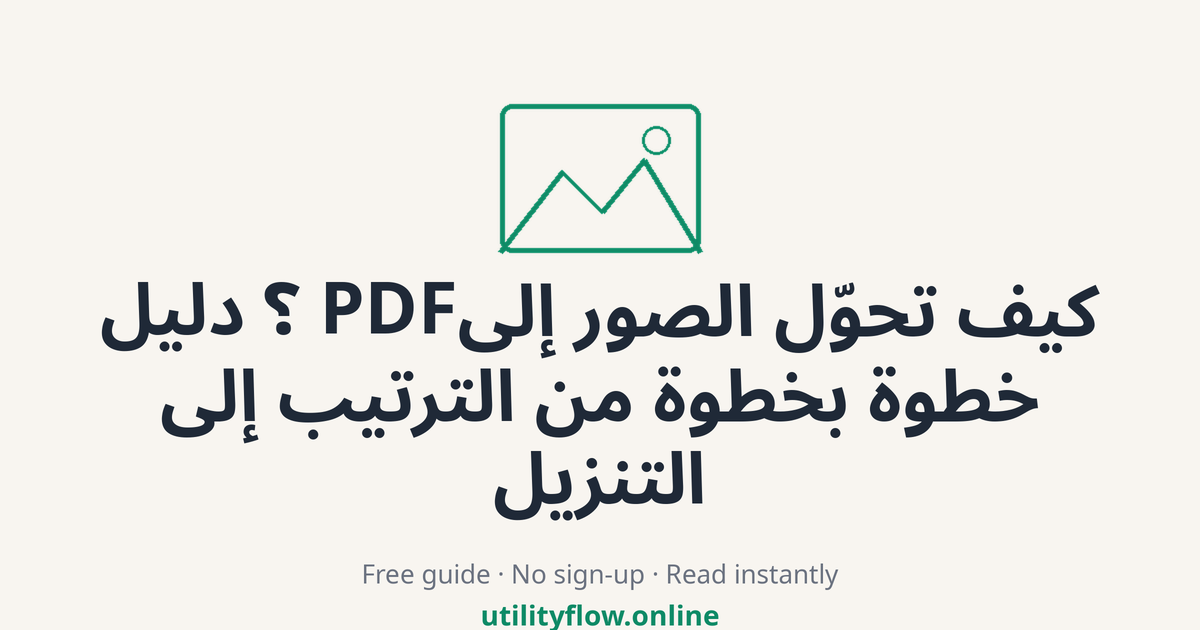 كيف تحوّل الصور إلىPDF ؟ دليل
خطوة بخطوة من الترتيب إلى
التنزيل
Free guide · No sign-up · Read instantly
utilityflow.online